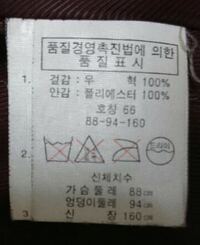 품질경영촉진법에 의한
품 질 표 시
1. 겉감 : 우 혁 100%
안감 : 폴리에스터 100%
호칭 66
88-94-160
2. 드라이
신체치수
가슴둘레 88cm
엉덩이둘레 94cm
3. 신 장 160cm